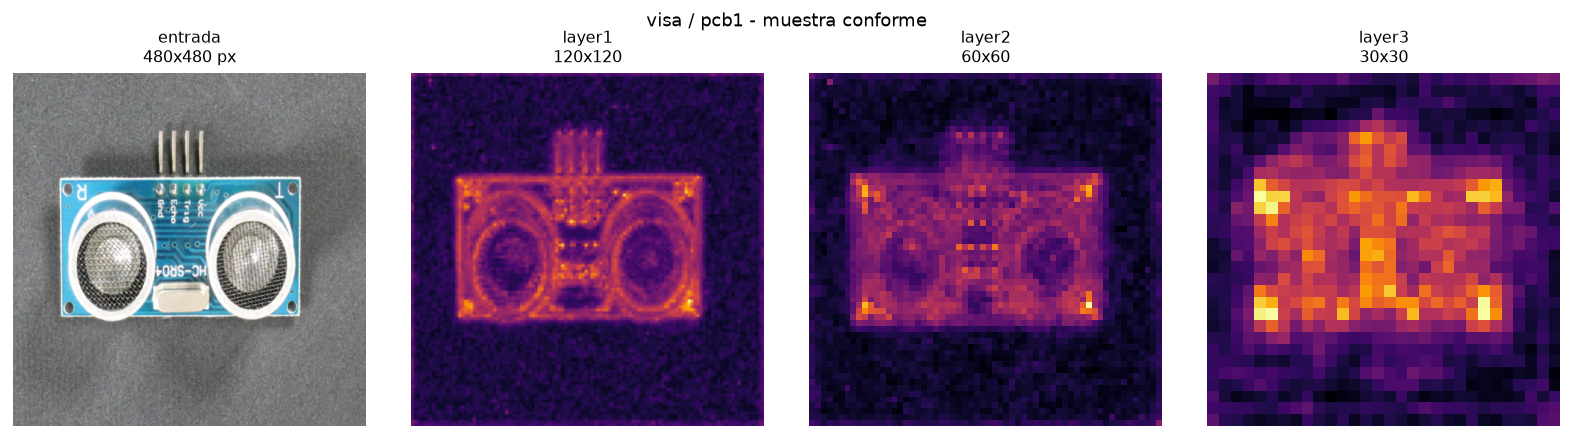 visa / pcb1 - muestra conforme
entrada
480x480 px
layer1
120x120
layer2
60x60
layer3
30x30
R
T
Gnd
Echo
Trig
Vcc
HC-SR04